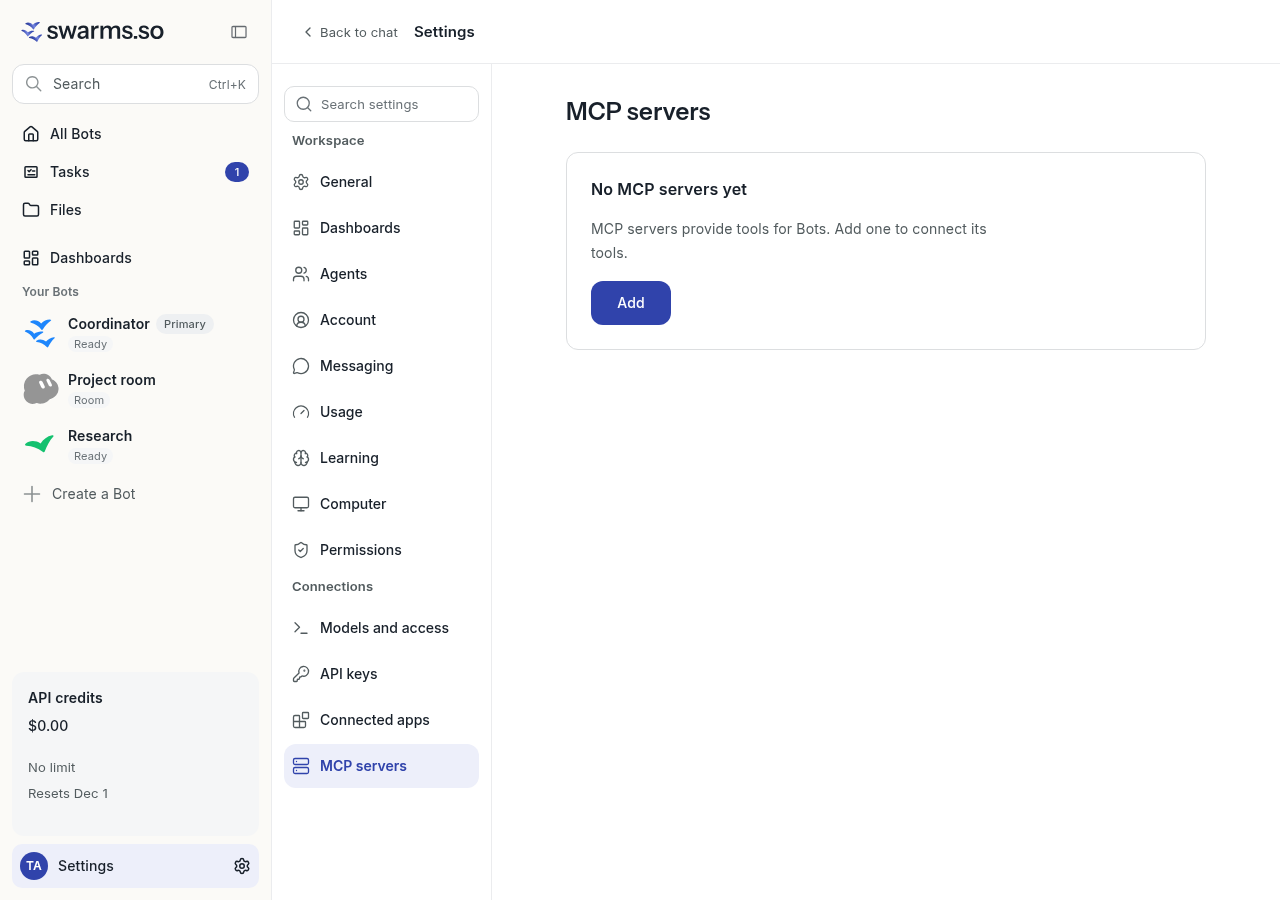 swarms.so
Search Ctrl+K
All Bots
Tasks 1
Files
Dashboards
Your Bots
Coordinator Primary
Ready
Project room
Room
Research
Ready
Create a Bot
API credits
$0.00
No limit
Resets Dec 1
TA Settings
Back to chat Settings
Search settings
Workspace
General
Dashboards
Agents
Account
Messaging
Usage
Learning
Computer
Permissions
Connections
Models and access
API keys
Connected apps
MCP servers
MCP servers
No MCP servers yet
MCP servers provide tools for Bots. Add one to connect its
tools.
Add